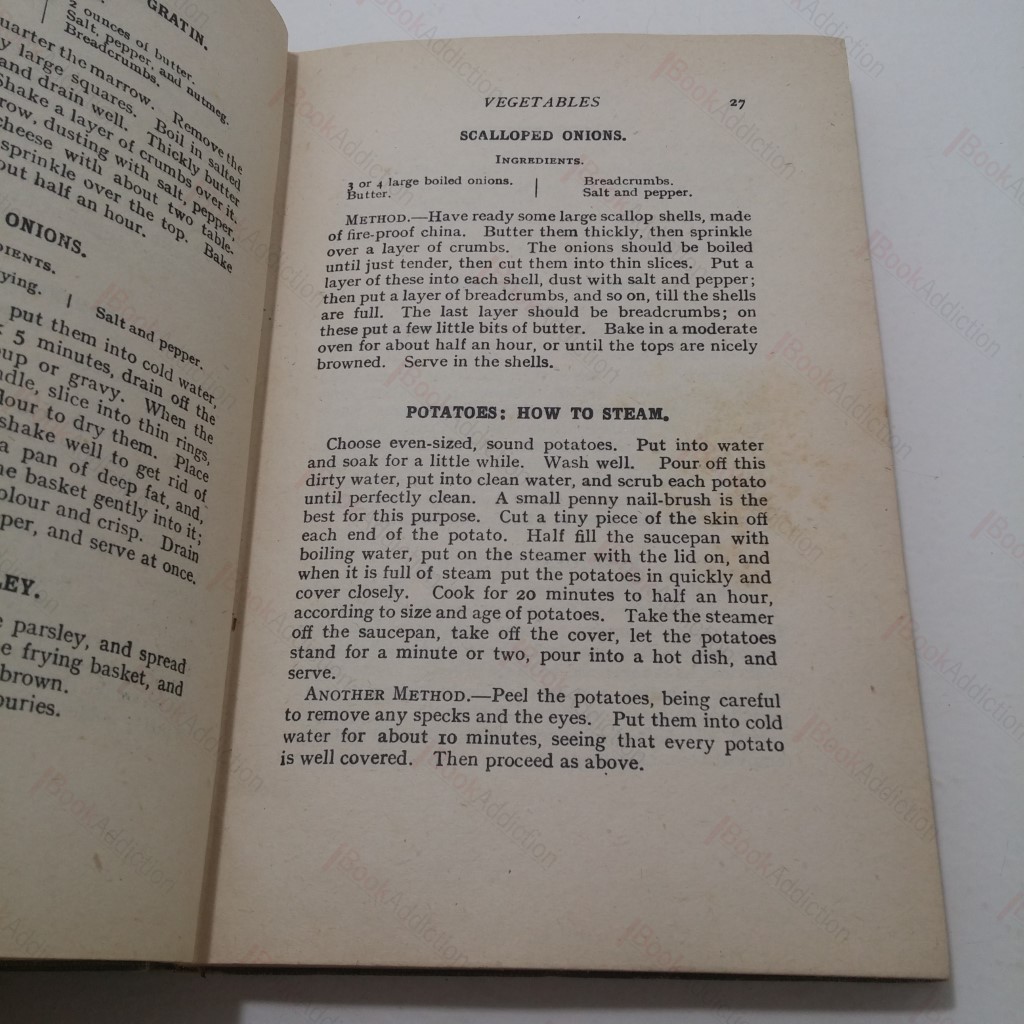 GRATIN.
2 ounces of butter.
Salt, pepper, and nutmeg.
Breadcrumbs.
quarter the marrow. Remove the
large squares. Boil in salted
and drain well. Thickly butter
Shake a layer of crumbs over it.
dusting with salt, pepper,
cheese with about two table-
sprinkle over the top. Bake
out half an hour.
ONIONS.
Salt and pepper.
put them into cold water,
5 minutes, drain off the
or gravy. When the
slice into thin rings,
flour to dry them. Place
shake well to get rid of
a pan of deep fat, and,
basket gently into it;
colour and crisp. Drain
and serve at once.
parsley, and spread
frying basket, and
brown.
VEGETABLES 27
SCALLOPED ONIONS.
INGREDIENTS.
3 or 4 large boiled onions. | Breadcrumbs.
Butter. | Salt and pepper.
METHOD.—Have ready some large scallop shells, made
of fire-proof china. Butter them thickly, then sprinkle
over a layer of crumbs. The onions should be boiled
until just tender, then cut them into thin slices. Put a
layer of these into each shell, dust with salt and pepper;
then put a layer of breadcrumbs, and so on, till the shells
are full. The last layer should be breadcrumbs; on
these put a few little bits of butter. Bake in a moderate
oven for about half an hour, or until the tops are nicely
browned. Serve in the shells.
POTATOES: HOW TO STEAM.
Choose even-sized, sound potatoes. Put into water
and soak for a little while. Wash well. Pour off this
dirty water, put into clean water, and scrub each potato
until perfectly clean. A small penny nail-brush is the
best for this purpose. Cut a tiny piece of the skin off
each end of the potato. Half fill the saucepan with
boiling water, put on the steamer with the lid on, and
when it is full of steam put the potatoes in quickly and
cover closely. Cook for 20 minutes to half an hour,
according to size and age of potatoes. Take the steamer
off the saucepan, take off the cover, let the potatoes
stand for a minute or two, pour into a hot dish, and
serve.
ANOTHER METHOD.—Peel the potatoes, being careful
to remove any specks and the eyes. Put them into cold
water for about 10 minutes, seeing that every potato
is well covered. Then proceed as above.
BookAddiction